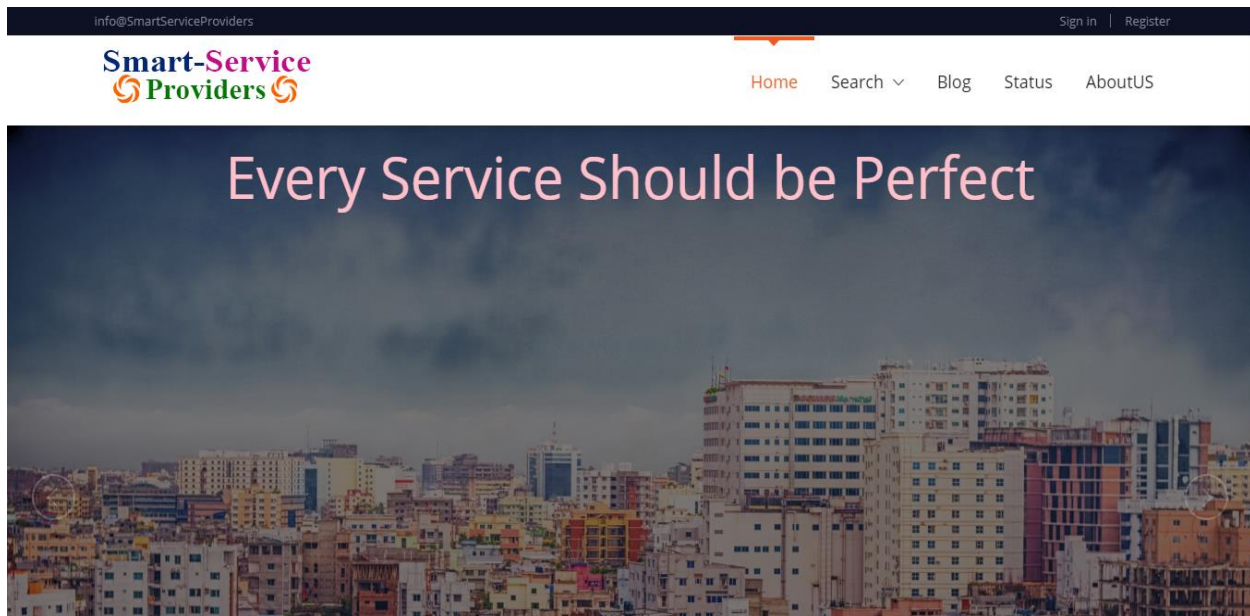 info@SmartServiceProviders
Sign in | Register
Smart-Service
Providers
Home Search Blog Status AboutUS
Every Service Should be Perfect